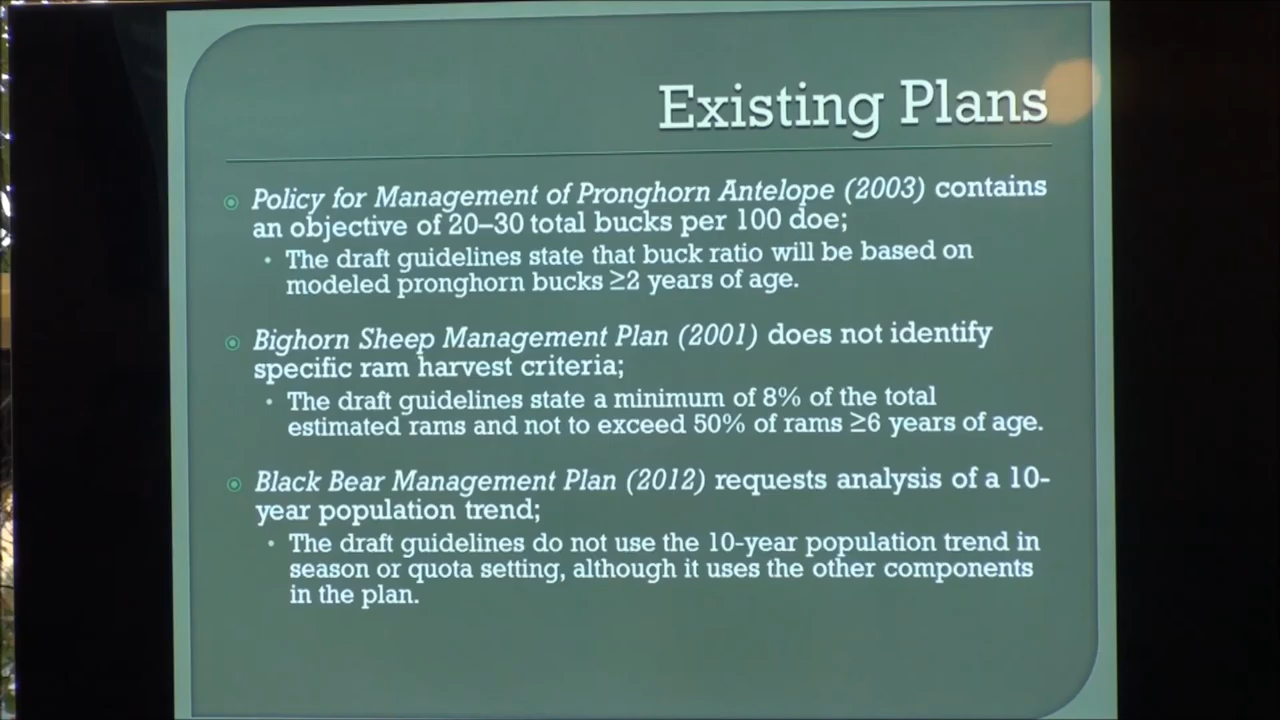 Existing Plans
Policy for Management of Pronghorn Antelope (2003) contains
an objective of 20–30 total bucks per 100 doe;
The draft guidelines state that buck ratio will be based on
modeled pronghorn bucks ≥2 years of age.
Bighorn Sheep Management Plan (2001) does not identify
specific ram harvest criteria;
The draft guidelines state a minimum of 8% of the total
estimated rams and not to exceed 50% of rams ≥6 years of age.
Black Bear Management Plan (2012) requests analysis of a 10-
year population trend;
The draft guidelines do not use the 10-year population trend in
season or quota setting, although it uses the other components
in the plan.